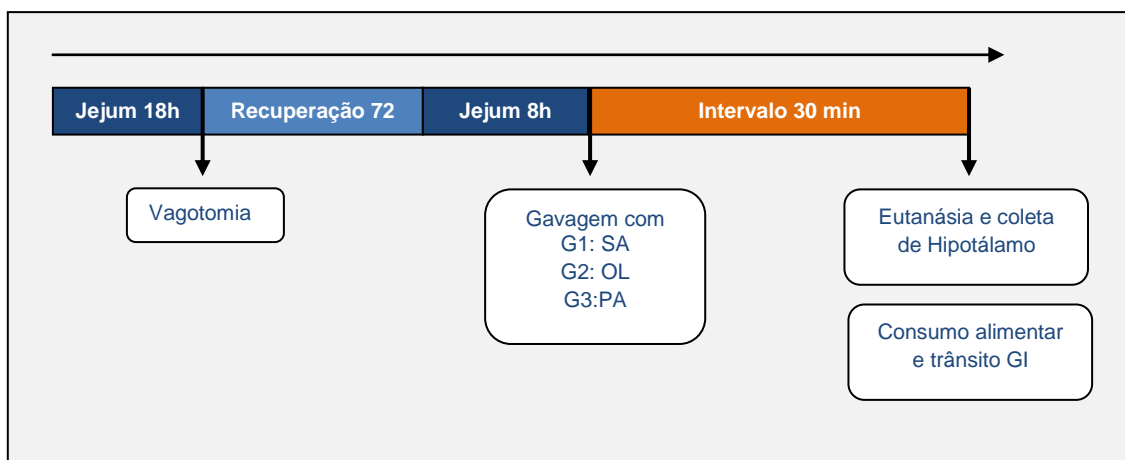 Jejum 18h
Recuperação 72
Jejum 8h
Intervalo 30 min
Vagotomia
Gavagem com
G1: SA
G2: OL
G3:PA
Eutanásia e coleta
de Hipotálamo
Consumo alimentar
e trânsito GI